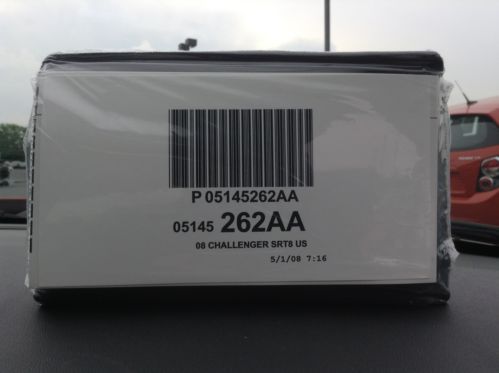 P 05145262AA
05145 262AA
08 CHALLENGER SRT8 US
5/1/08 7:16